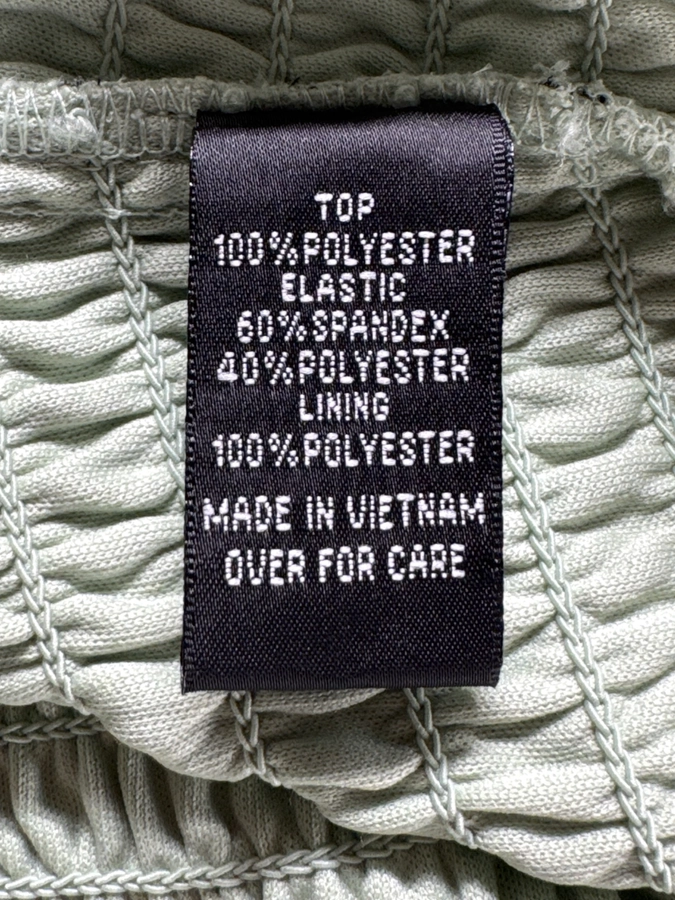 TOP
100%POLYESTER
ELASTIC
60%SPANDEX
40%POLYESTER
LINING
100%POLYESTER
MADE IN VIETNAM
OVER FOR CARE